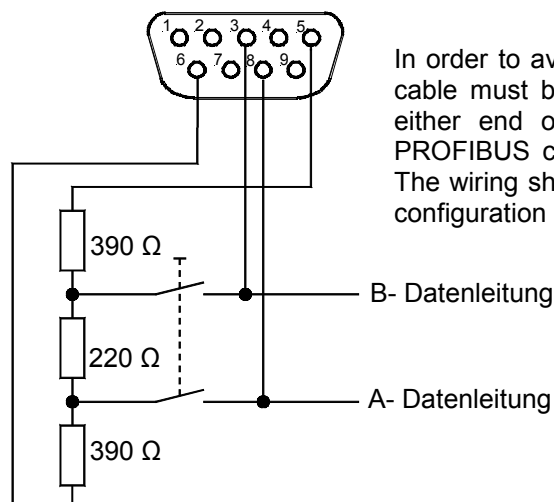 1 2 3 4 5
6 7 8 9
In order to av
cable must b
either end o
PROFIBUS c
The wiring sh
configuration
390 Ω
B- Datenleitung
220 Ω
A- Datenleitung
390 Ω